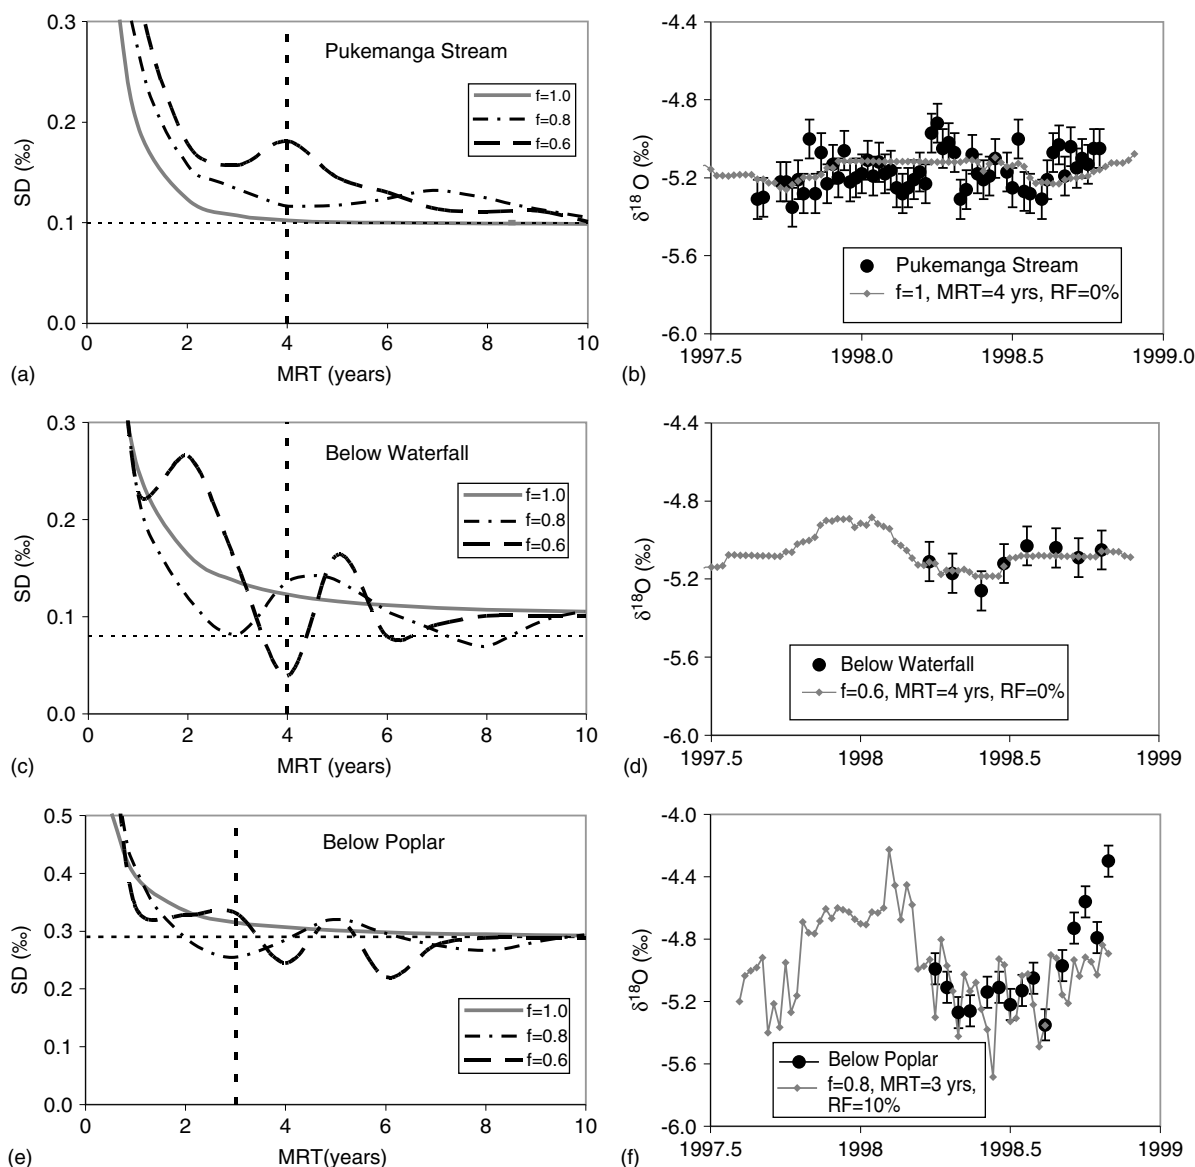 0.3
0.2
0.1
0.0
SD (‰)
Pukemanga Stream
f=1.0
f=0.8
f=0.6
0 2 4 6 8 10
MRT (years)
(a)
-4.4
-4.8
-5.2
-5.6
-6.0
δ18 O (‰)
Pukemanga Stream
f=1, MRT=4 yrs, RF=0%
1997.5 1998.0 1998.5 1999.0
(b)
0.3
0.2
0.1
0.0
SD (‰)
Below Waterfall
f=1.0
f=0.8
f=0.6
0 2 4 6 8 10
MRT (years)
(c)
-4.4
-4.8
-5.2
-5.6
-6.0
δ18O (‰)
Below Waterfall
f=0.6, MRT=4 yrs, RF=0%
1997.5 1998 1998.5 1999
(d)
0.5
0.4
0.3
0.2
0.1
0.0
SD (‰)
Below Poplar
f=1.0
f=0.8
f=0.6
0 2 4 6 8 10
MRT(years)
(e)
-4.0
-4.4
-4.8
-5.2
-5.6
-6.0
δ18O (‰)
Below Poplar
f=0.8, MRT=3 yrs,
RF=10%
1997.5 1998 1998.5 1999
(f)